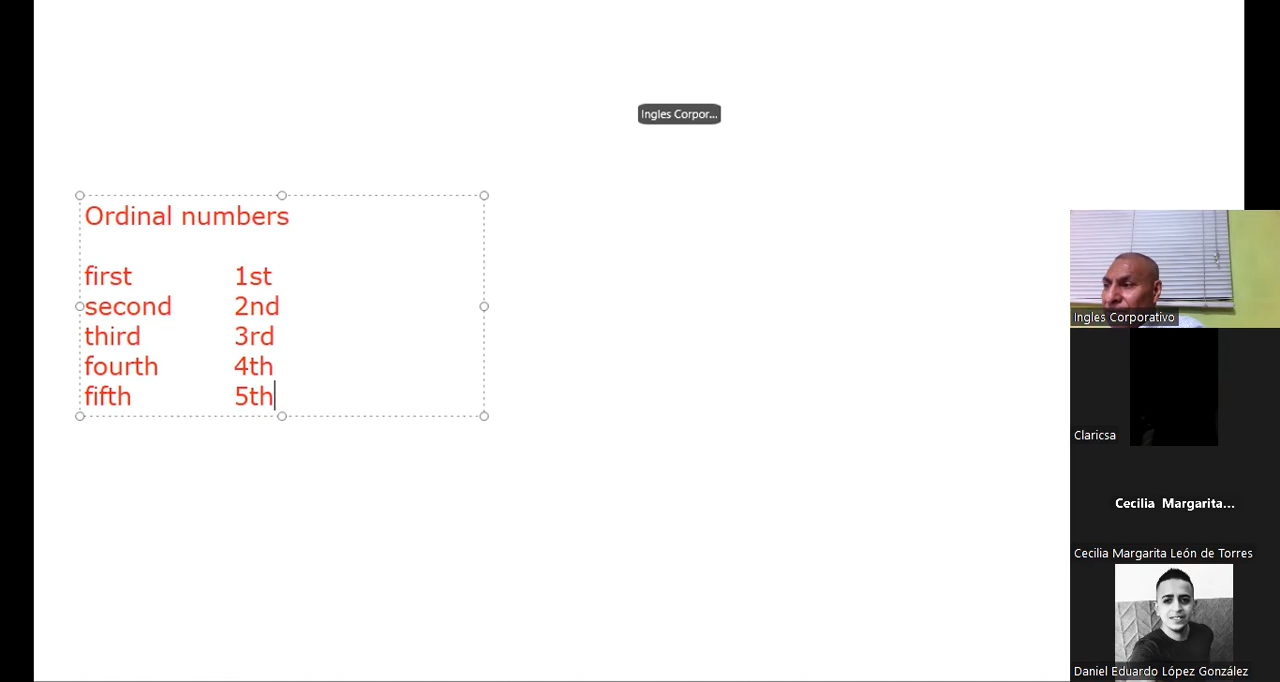 Ingles Corpor...
Ordinal numbers
first 1st
second 2nd
third 3rd
fourth 4th
fifth 5th
Ingles Corporativo
Claricsa
Cecilia Margarita...
Cecilia Margarita León de Torres
Daniel Eduardo López González